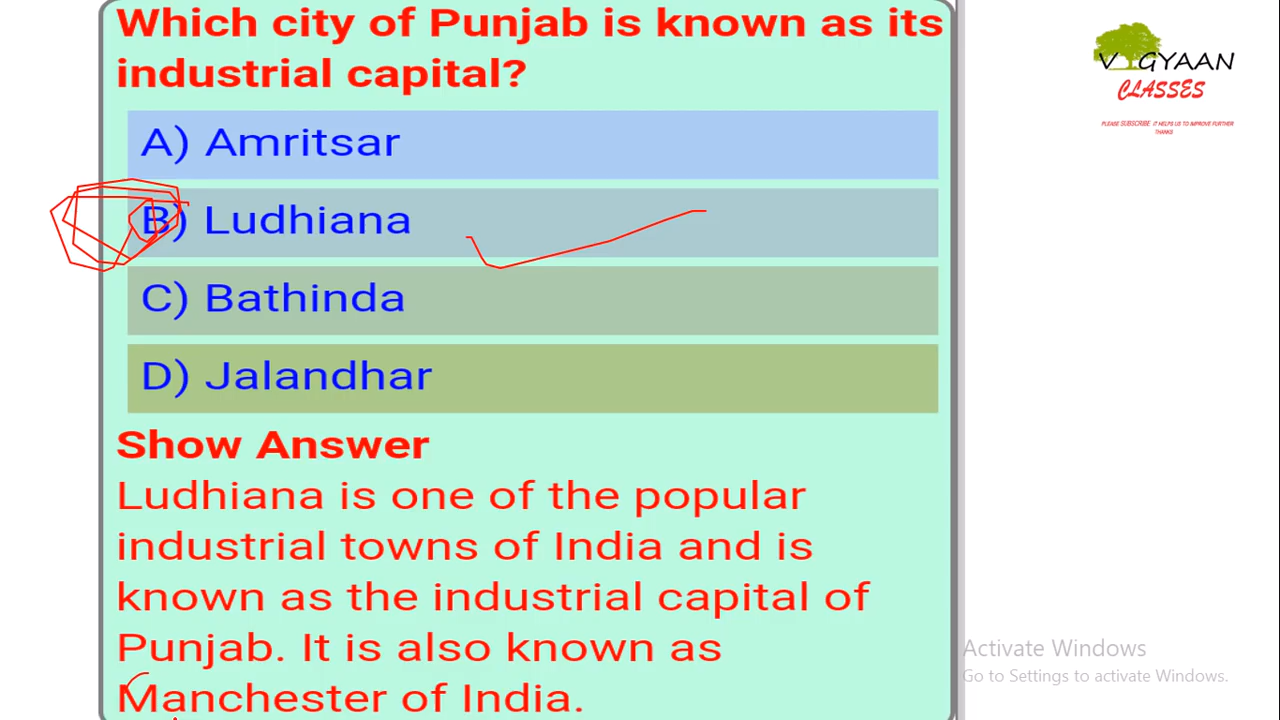 Which city of Punjab is known as its
industrial capital?
A) Amritsar
B) Ludhiana
C) Bathinda
D) Jalandhar
Show Answer
Ludhiana is one of the popular
industrial towns of India and is
known as the industrial capital of
Punjab. It is also known as
Manchester of India.
V GYAAN
CLASSES
PLEASE SUBSCRIBE IT HELPS US TO IMPROVE FURTHER
THANKS
Activate Windows
Go to Settings to activate Windows.